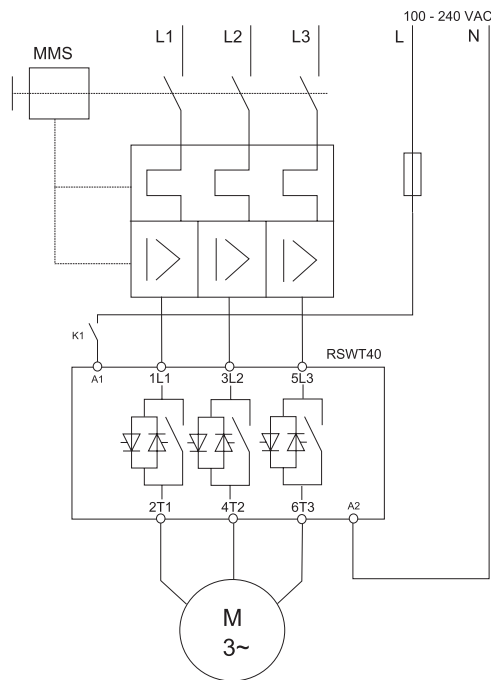 100 - 240 VAC
MMS
L1 L2 L3 L N
K1
RSWT40
A1 1L1 3L2 5L3
2T1 4T2 6T3 A2
M
3~